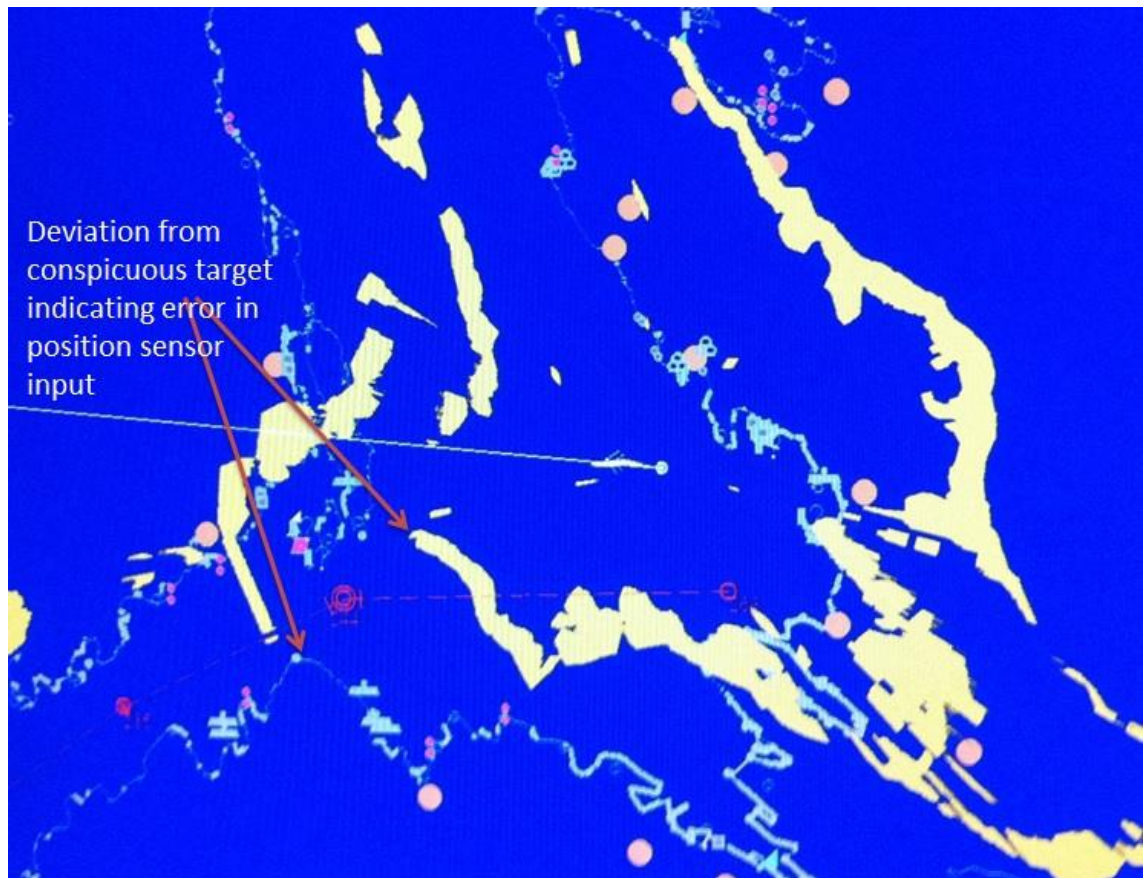 Deviation from
conspicuous target
indicating error in
position sensor
input